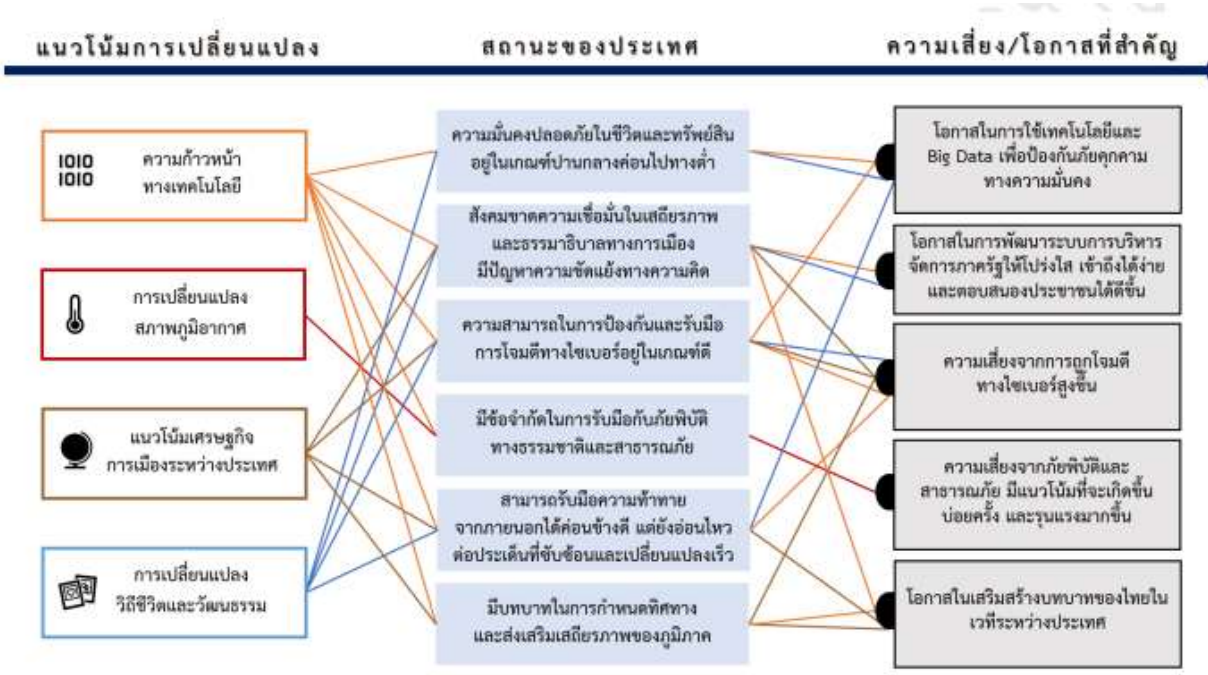 แนวโน้มการเปลี่ยนแปลง
สถานะของประเทศ
ความเสี่ยง/โอกาสที่สำคัญ
1010
1010
ความก้าวหน้า
ทางเทคโนโลยี
การเปลี่ยนแปลง
สภาพภูมิอากาศ
แนวโน้มเศรษฐกิจ
การเมืองระหว่างประเทศ
การเปลี่ยนแปลง
วิถีชีวิตและวัฒนธรรม
ความมั่นคงปลอดภัยในชีวิตและทรัพย์สิน
อยู่ในเกณฑ์ปานกลางค่อนไปทางต่ำ
สังคมขาดความเชื่อมั่นในเสถียรภาพ
และธรรมาธิบาลทางการเมือง
มีปัญหาความขัดแย้งทางความคิด
ความสามารถในการป้องกันและรับมือ
การโจมตีทางไซเบอร์อยู่ในเกณฑ์ดี
มีข้อจำกัดในการรับมือกับภัยพิบัติ
ทางธรรมชาติและสาธารณภัย
สามารถรับมือความท้าทาย
จากภายนอกได้ค่อนข้างดี แต่ยังอ่อนไหว
ต่อประเด็นที่ซับซ้อนและเปลี่ยนแปลงเร็ว
มีบทบาทในการกำหนดทิศทาง
และส่งเสริมเสถียรภาพของภูมิภาค
โอกาสในการใช้เทคโนโลยีและ
Big Data เพื่อป้องกันภัยคุกคาม
ทางความมั่นคง
โอกาสในการพัฒนาระบบการบริหาร
จัดการภาครัฐให้โปร่งใส เข้าถึงได้ง่าย
และตอบสนองประชาชนได้ดีขึ้น
ความเสี่ยงจากการถูกโจมตี
ทางไซเบอร์สูงขึ้น
ความเสี่ยงจากภัยพิบัติและ
สาธารณภัย มีแนวโน้มที่จะเกิดขึ้น
บ่อยครั้ง และรุนแรงมากขึ้น
โอกาสในเสริมสร้างบทบาทของไทยใน
เวทีระหว่างประเทศ